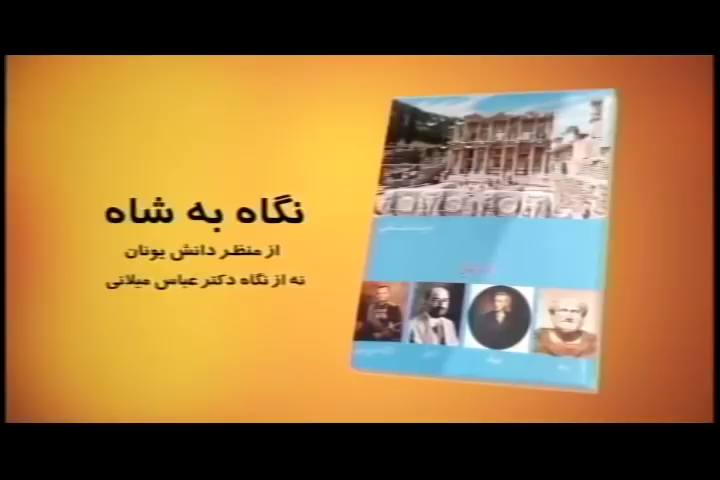 نگاه به شاه
از منظر دانش یونان
نه از نگاه دکتر عباس میلانی